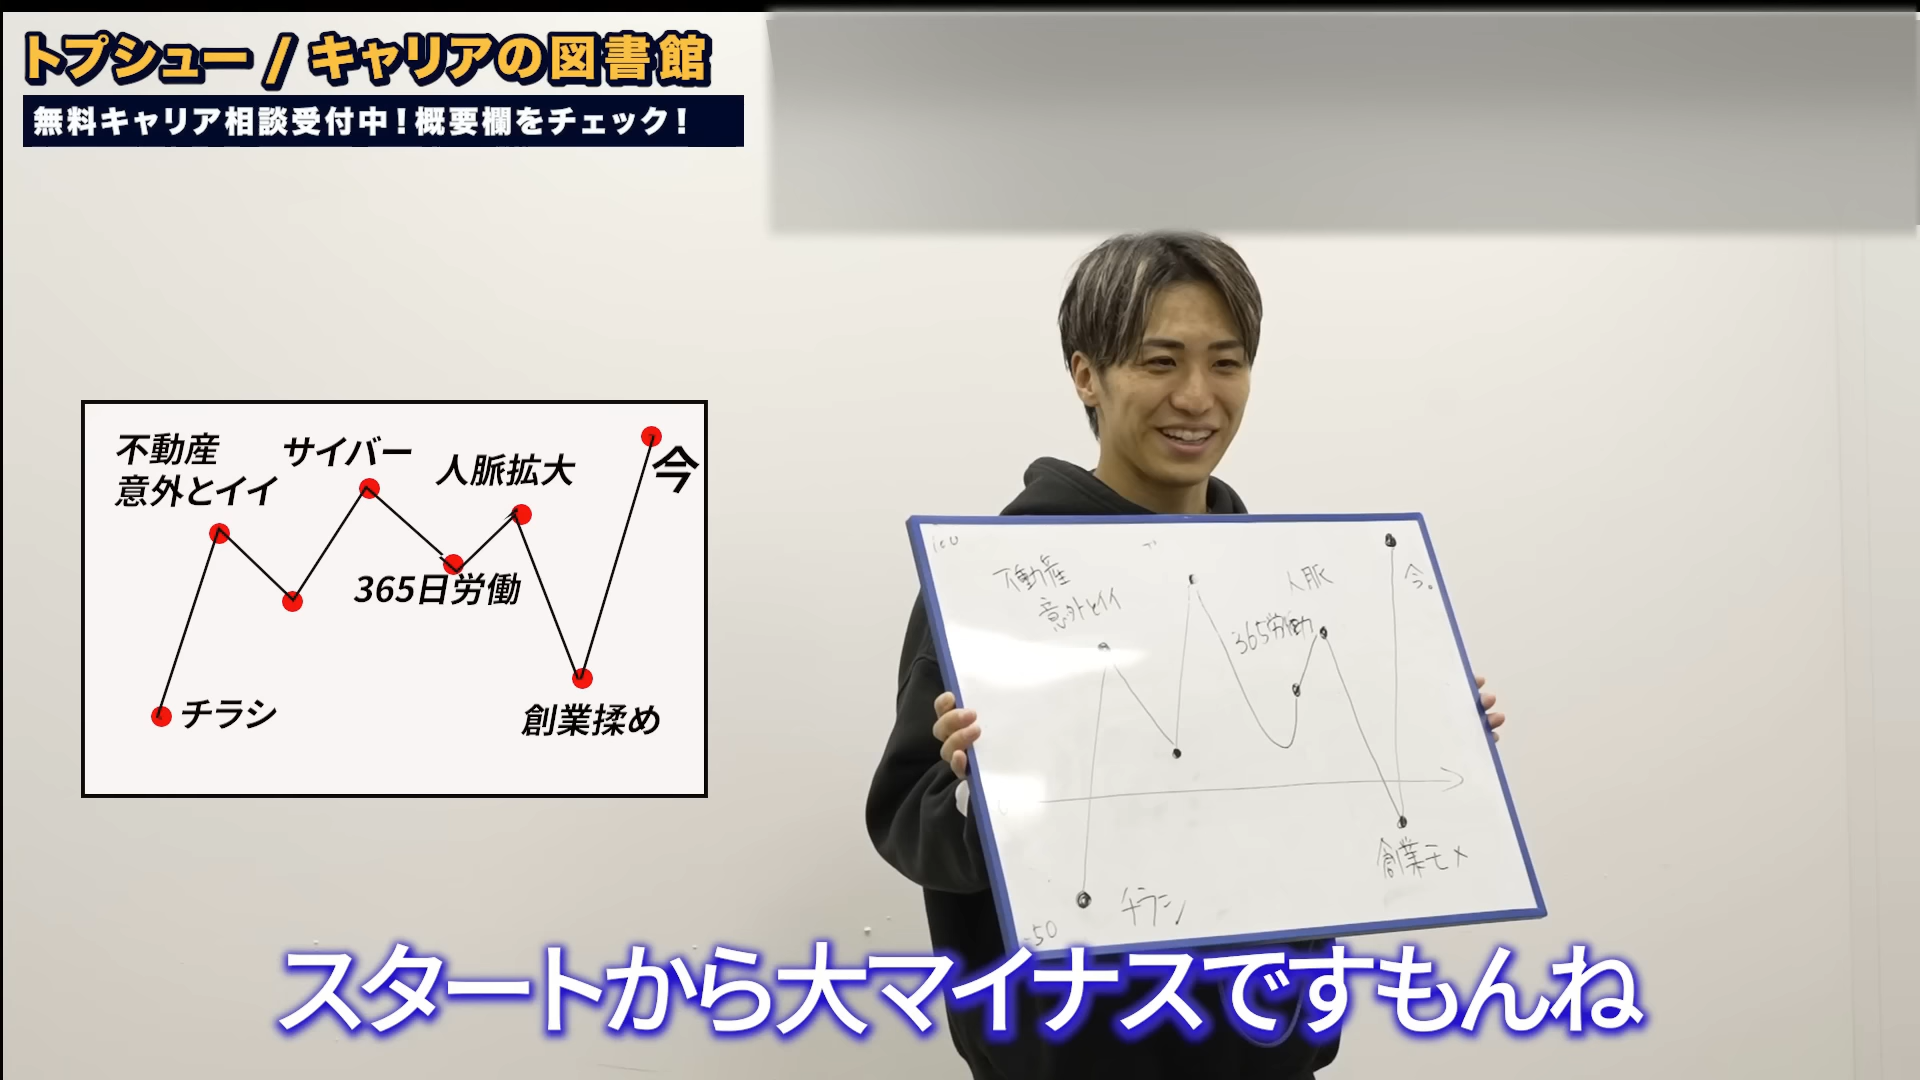 トプシュー / キャリアの図書館
無料キャリア相談受付中！概要欄をチェック！
不動産
意外とイイ
サイバー
人脈拡大
今
365日労働
チラシ
創業揉め
不動産
意外とイイ
人脈
365労働
今。
創業モメ
チラシ
-50
スタートから大マイナスですもんね